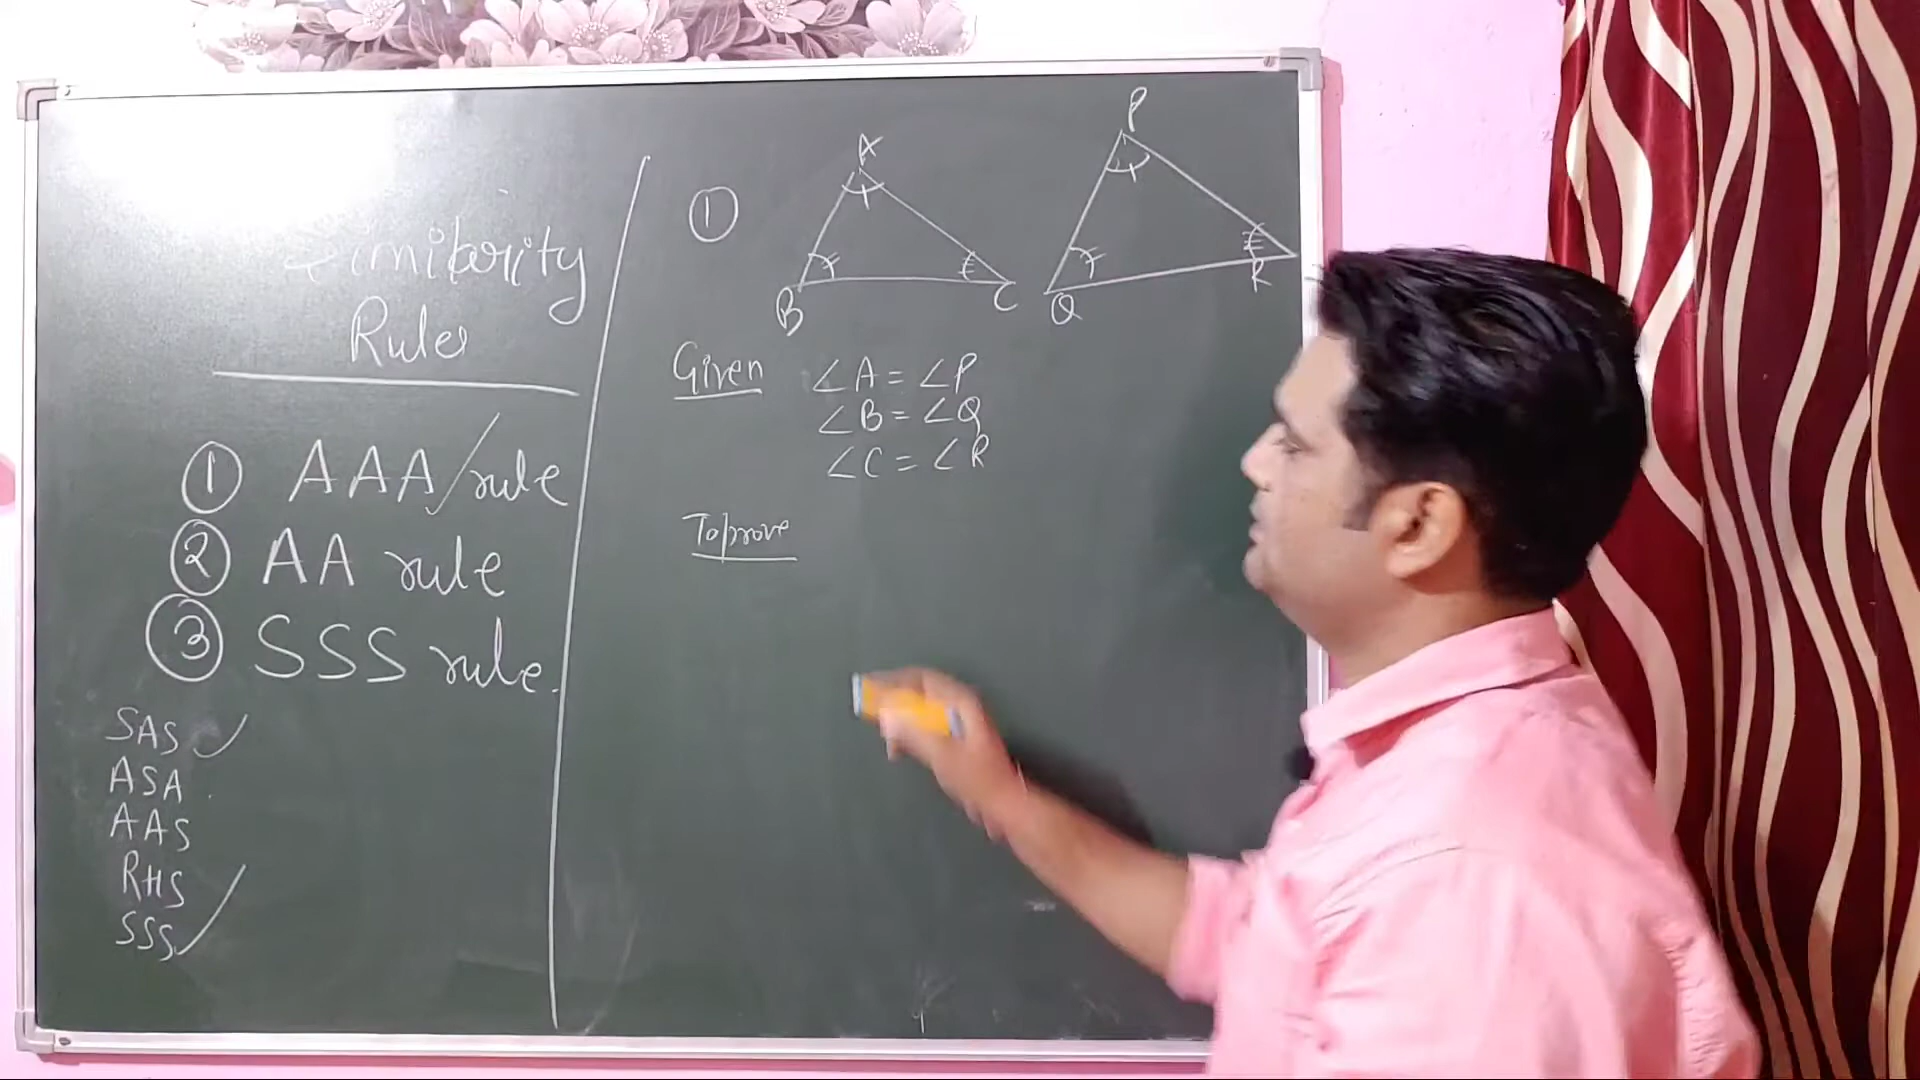 Similarity
Rules
① AAA rule
② AA rule
③ SSS rule.
SAS ✓
ASA
AAS
RHS
SSS ✓
①
A
B
C
P
Q
R
Given ∠A = ∠P
∠B = ∠Q
∠C = ∠R
To prove